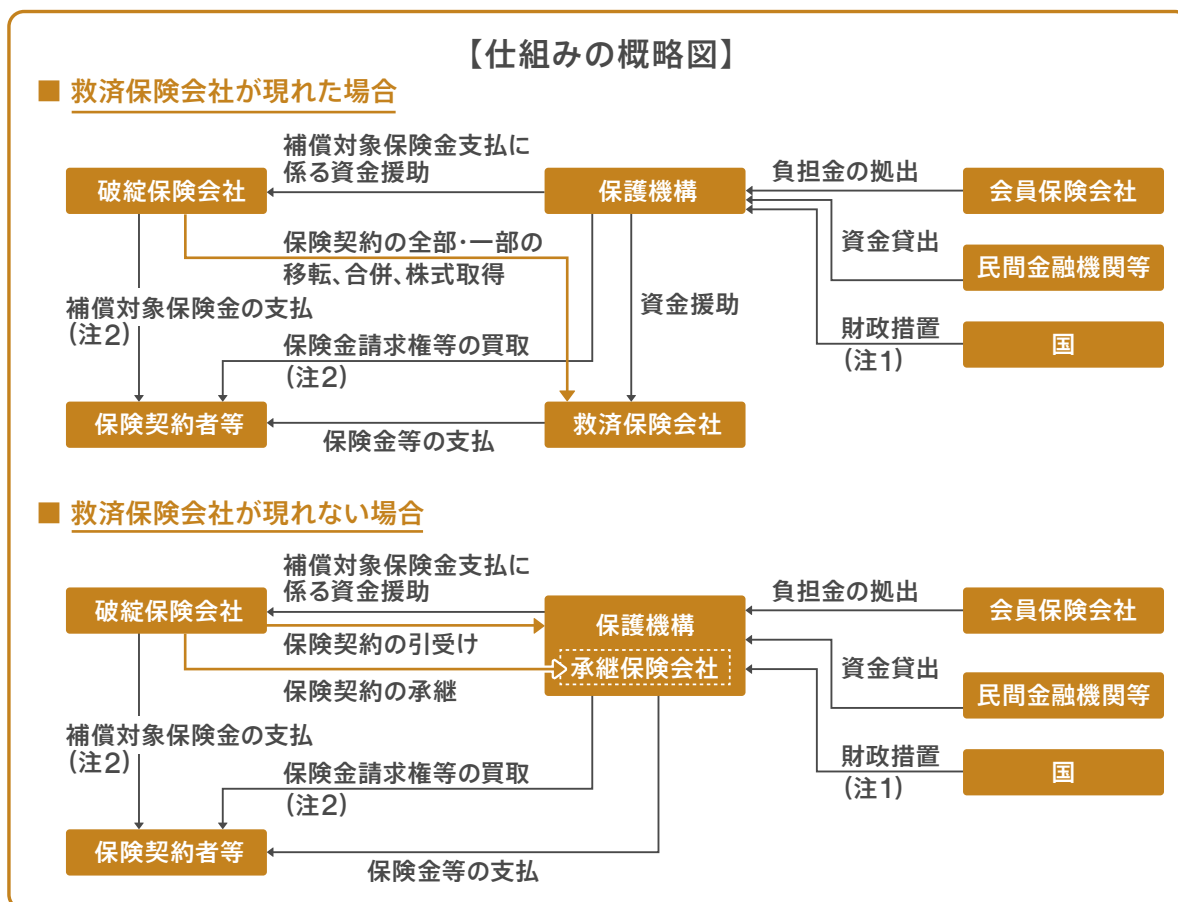 【仕組みの概略図】
■ 救済保険会社が現れた場合
補償対象保険金支払に
係る資金援助
破綻保険会社
保護機構
負担金の拠出
会員保険会社
保険契約の全部・一部の
移転、合併、株式取得
資金貸出
民間金融機関等
補償対象保険金の支払
(注2)
資金援助
保険金請求権等の買取
(注2)
財政措置
(注1)
国
保険契約者等
保険金等の支払
救済保険会社
■ 救済保険会社が現れない場合
補償対象保険金支払に
係る資金援助
破綻保険会社
保護機構
承継保険会社
負担金の拠出
会員保険会社
保険契約の引受け
保険契約の承継
資金貸出
民間金融機関等
補償対象保険金の支払
(注2)
保険金請求権等の買取
(注2)
財政措置
(注1)
国
保険契約者等
保険金等の支払